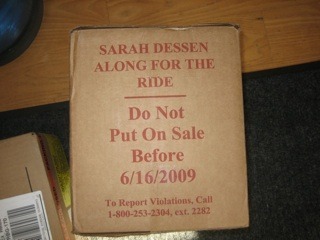 SARAH DESSEN
ALONG FOR THE
RIDE
Do Not
Put On Sale
Before
6/16/2009
To Report Violations, Call
1-800-253-2304, ext. 2282